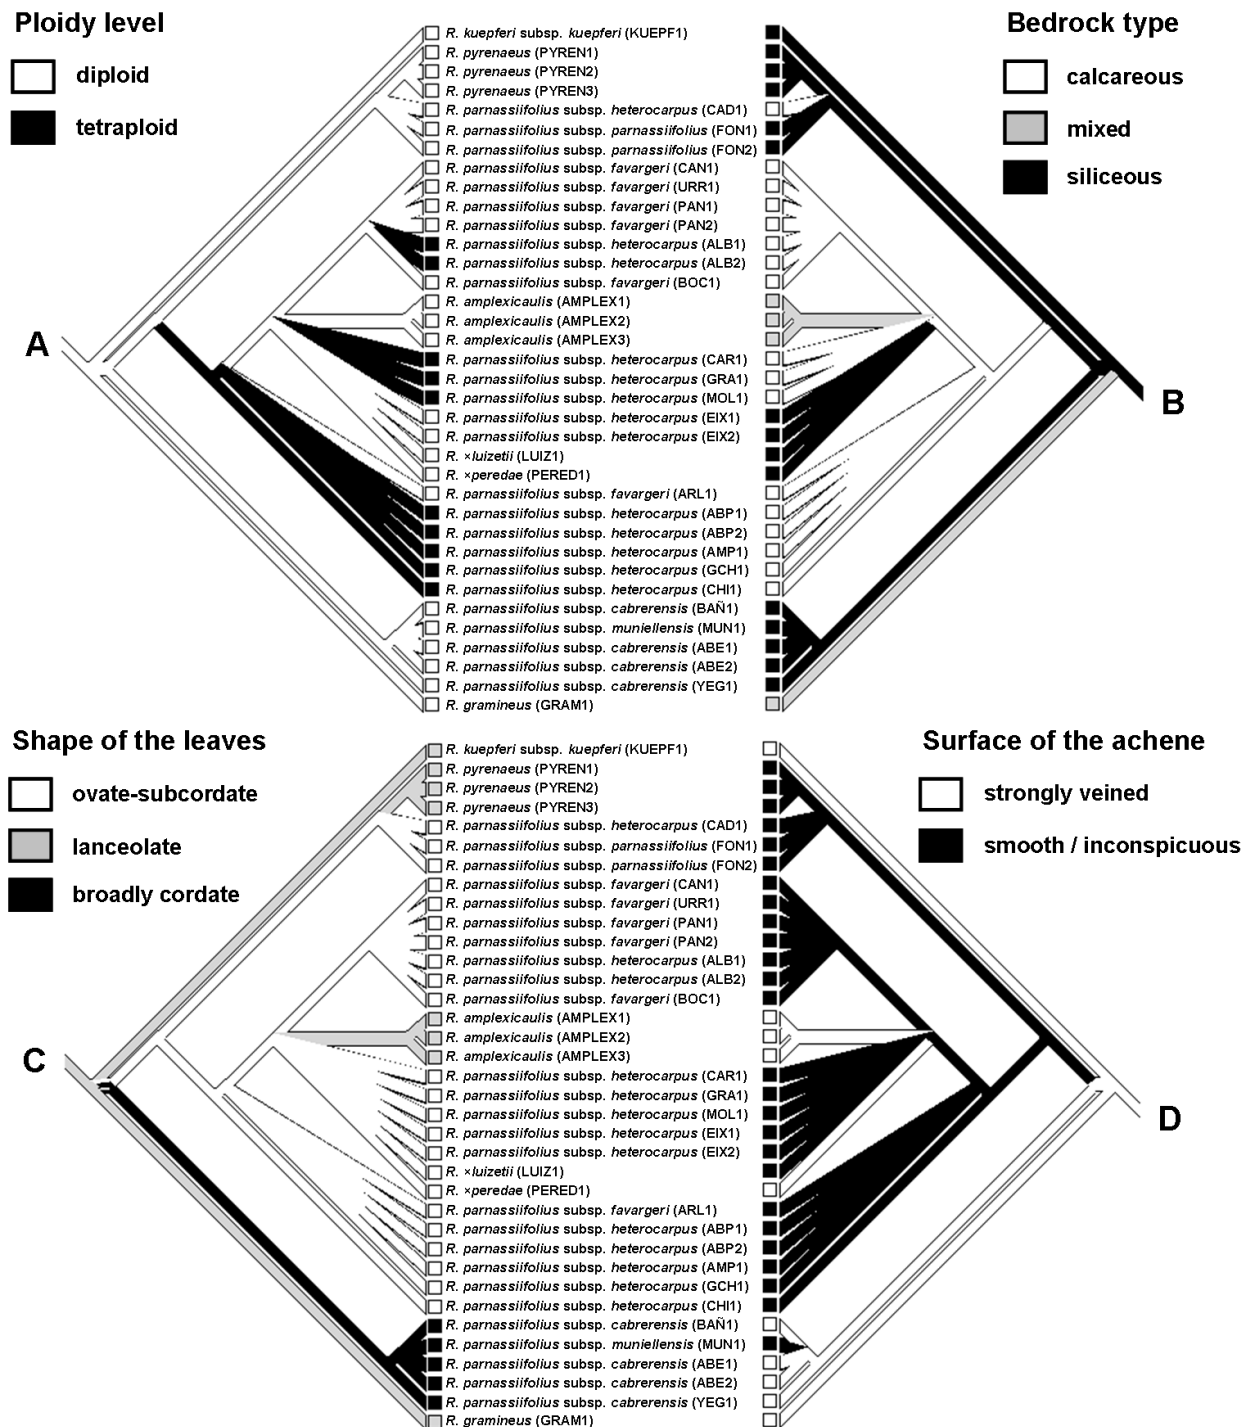 Ploidy level
diploid
tetraploid
Bedrock type
calcareous
mixed
siliceous
A
B
R. kuepferi subsp. kuepferi (KUEPF1)
R. pyrenaeus (PYREN1)
R. pyrenaeus (PYREN2)
R. pyrenaeus (PYREN3)
R. parnassiifolius subsp. heterocarpus (CAD1)
R. parnassiifolius subsp. parnassiifolius (FON1)
R. parnassiifolius subsp. parnassiifolius (FON2)
R. parnassiifolius subsp. favargeri (CAN1)
R. parnassiifolius subsp. favargeri (URR1)
R. parnassiifolius subsp. favargeri (PAN1)
R. parnassiifolius subsp. favargeri (PAN2)
R. parnassiifolius subsp. heterocarpus (ALB1)
R. parnassiifolius subsp. heterocarpus (ALB2)
R. parnassiifolius subsp. favargeri (BOC1)
R. amplexicaulis (AMPLEX1)
R. amplexicaulis (AMPLEX2)
R. amplexicaulis (AMPLEX3)
R. parnassiifolius subsp. heterocarpus (CAR1)
R. parnassiifolius subsp. heterocarpus (GRA1)
R. parnassiifolius subsp. heterocarpus (MOL1)
R. parnassiifolius subsp. heterocarpus (EIX1)
R. parnassiifolius subsp. heterocarpus (EIX2)
R. ×luizetii (LUIZ1)
R. ×peredae (PERED1)
R. parnassiifolius subsp. favargeri (ARL1)
R. parnassiifolius subsp. heterocarpus (ABP1)
R. parnassiifolius subsp. heterocarpus (ABP2)
R. parnassiifolius subsp. heterocarpus (AMP1)
R. parnassiifolius subsp. heterocarpus (GCH1)
R. parnassiifolius subsp. heterocarpus (CHI1)
R. parnassiifolius subsp. cabrerensis (BAÑ1)
R. parnassiifolius subsp. muniellensis (MUN1)
R. parnassiifolius subsp. cabrerensis (ABE1)
R. parnassiifolius subsp. cabrerensis (ABE2)
R. parnassiifolius subsp. cabrerensis (YEG1)
R. gramineus (GRAM1)
Shape of the leaves
ovate-subcordate
lanceolate
broadly cordate
Surface of the achene
strongly veined
smooth / inconspicuous
C
D
R. kuepferi subsp. kuepferi (KUEPF1)
R. pyrenaeus (PYREN1)
R. pyrenaeus (PYREN2)
R. pyrenaeus (PYREN3)
R. parnassiifolius subsp. heterocarpus (CAD1)
R. parnassiifolius subsp. parnassiifolius (FON1)
R. parnassiifolius subsp. parnassiifolius (FON2)
R. parnassiifolius subsp. favargeri (CAN1)
R. parnassiifolius subsp. favargeri (URR1)
R. parnassiifolius subsp. favargeri (PAN1)
R. parnassiifolius subsp. favargeri (PAN2)
R. parnassiifolius subsp. heterocarpus (ALB1)
R. parnassiifolius subsp. heterocarpus (ALB2)
R. parnassiifolius subsp. favargeri (BOC1)
R. amplexicaulis (AMPLEX1)
R. amplexicaulis (AMPLEX2)
R. amplexicaulis (AMPLEX3)
R. parnassiifolius subsp. heterocarpus (CAR1)
R. parnassiifolius subsp. heterocarpus (GRA1)
R. parnassiifolius subsp. heterocarpus (MOL1)
R. parnassiifolius subsp. heterocarpus (EIX1)
R. parnassiifolius subsp. heterocarpus (EIX2)
R. ×luizetii (LUIZ1)
R. ×peredae (PERED1)
R. parnassiifolius subsp. favargeri (ARL1)
R. parnassiifolius subsp. heterocarpus (ABP1)
R. parnassiifolius subsp. heterocarpus (ABP2)
R. parnassiifolius subsp. heterocarpus (AMP1)
R. parnassiifolius subsp. heterocarpus (GCH1)
R. parnassiifolius subsp. heterocarpus (CHI1)
R. parnassiifolius subsp. cabrerensis (BAÑ1)
R. parnassiifolius subsp. muniellensis (MUN1)
R. parnassiifolius subsp. cabrerensis (ABE1)
R. parnassiifolius subsp. cabrerensis (ABE2)
R. parnassiifolius subsp. cabrerensis (YEG1)
R. gramineus (GRAM1)